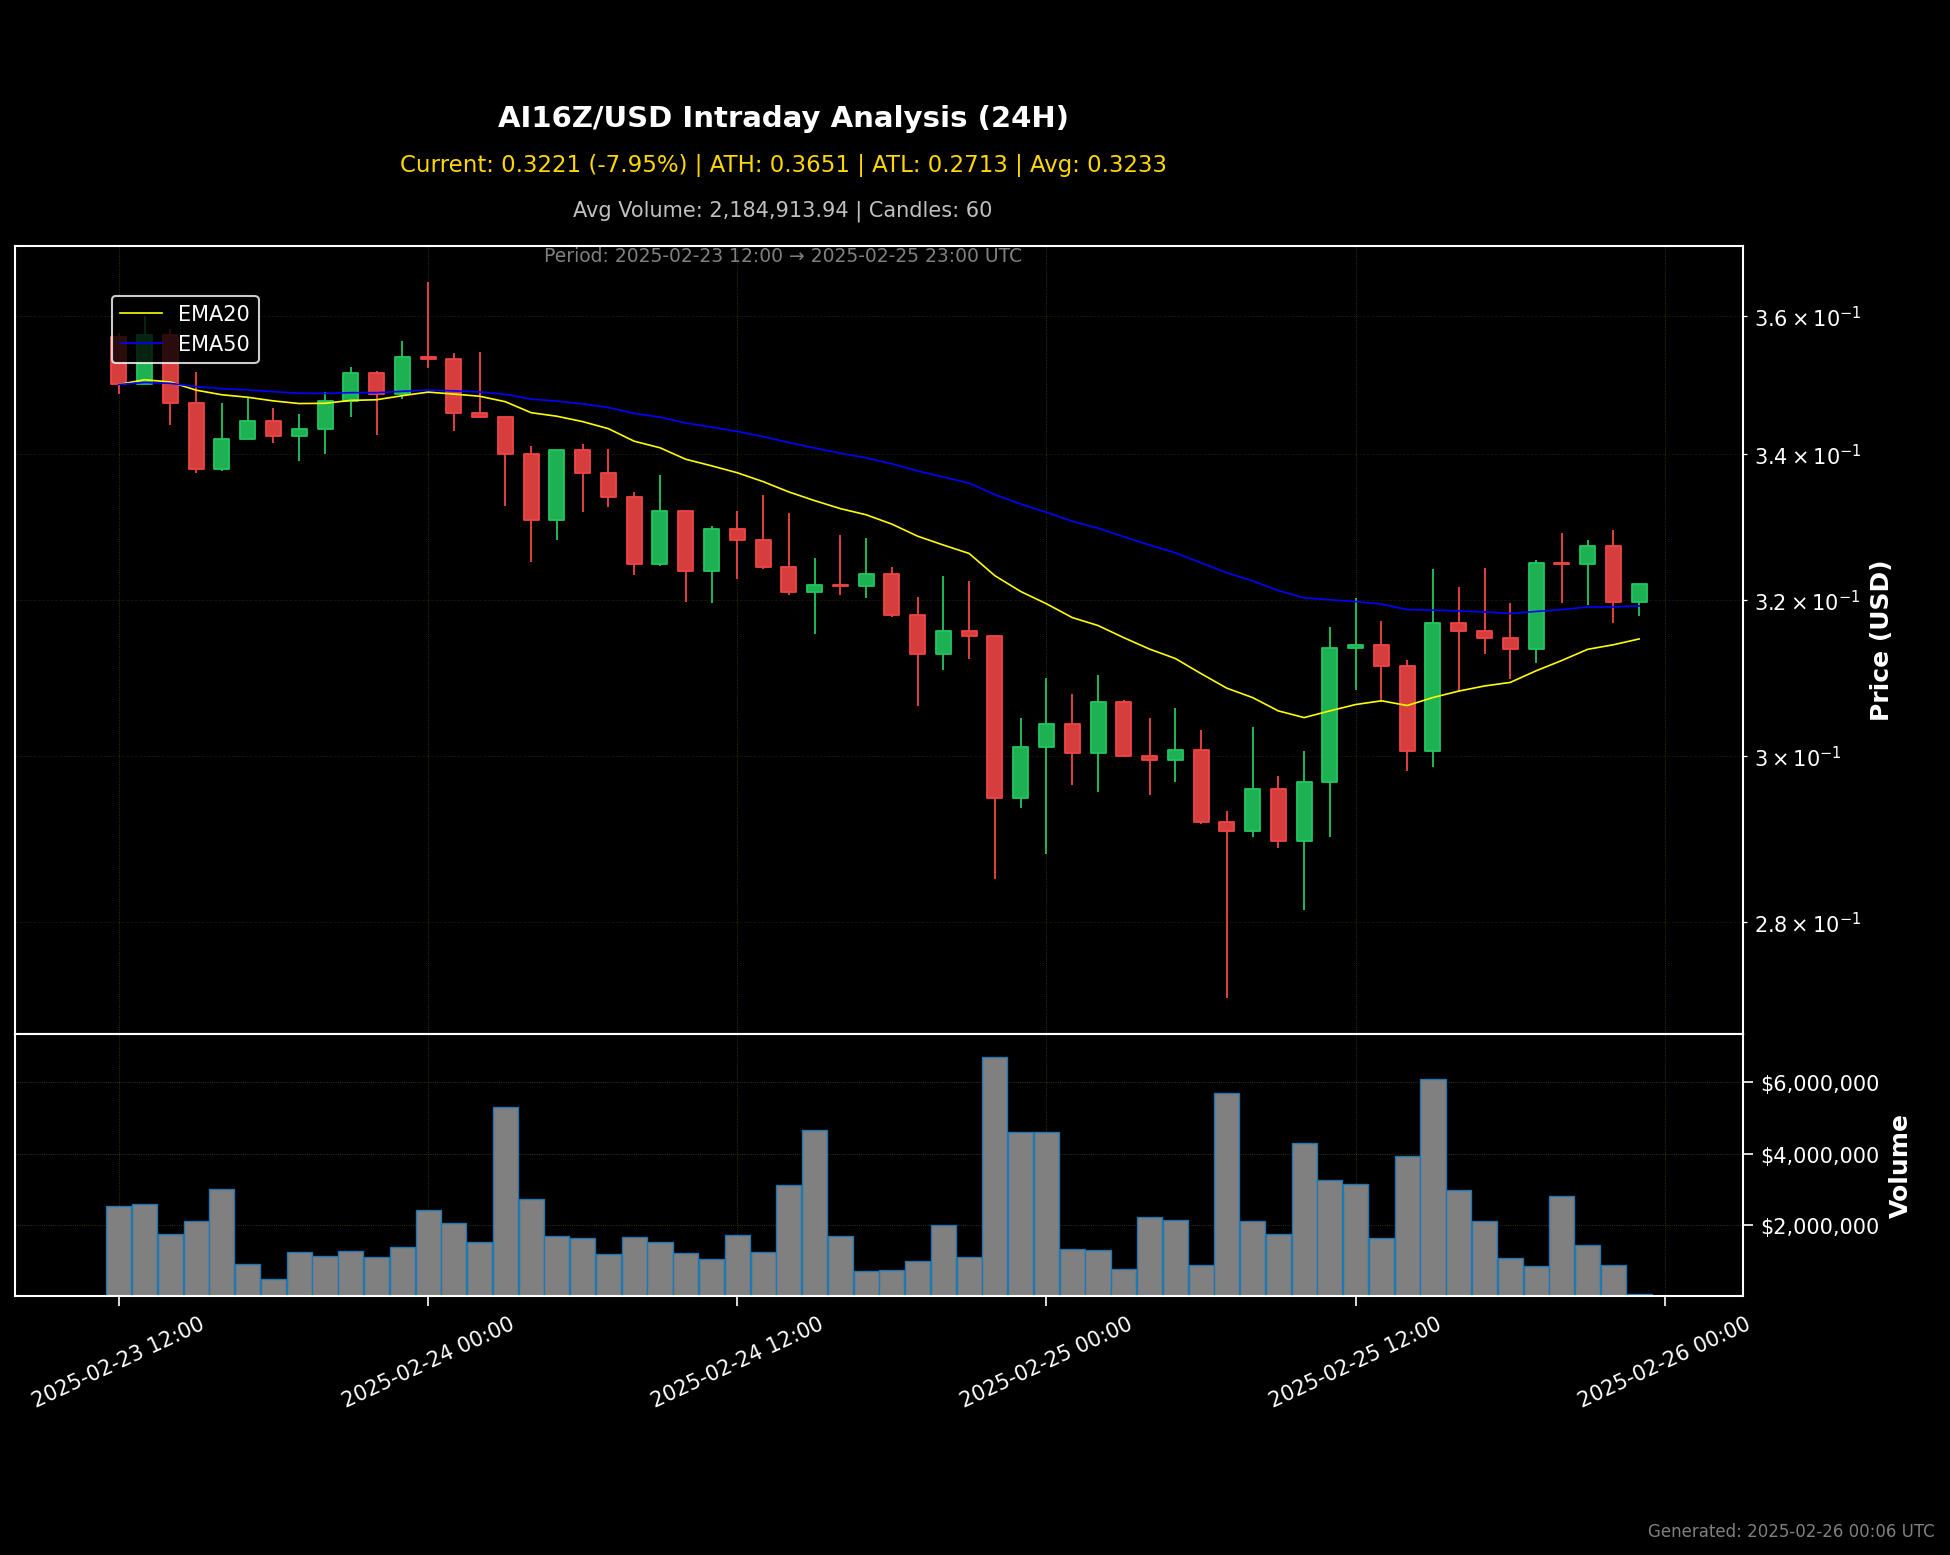 AI16Z/USD Intraday Analysis (24H)
Current: 0.3221 (-7.95%) | ATH: 0.3651 | ATL: 0.2713 | Avg: 0.3233
Avg Volume: 2,184,913.94 | Candles: 60
Period: 2025-02-23 12:00 → 2025-02-25 23:00 UTC
EMA20
EMA50
3.6 × 10⁻¹
3.4 × 10⁻¹
3.2 × 10⁻¹
3 × 10⁻¹
2.8 × 10⁻¹
Price (USD)
$6,000,000
$4,000,000
$2,000,000
Volume
2025-02-23 12:00
2025-02-24 00:00
2025-02-24 12:00
2025-02-25 00:00
2025-02-25 12:00
2025-02-26 00:00
Generated: 2025-02-26 00:06 UTC